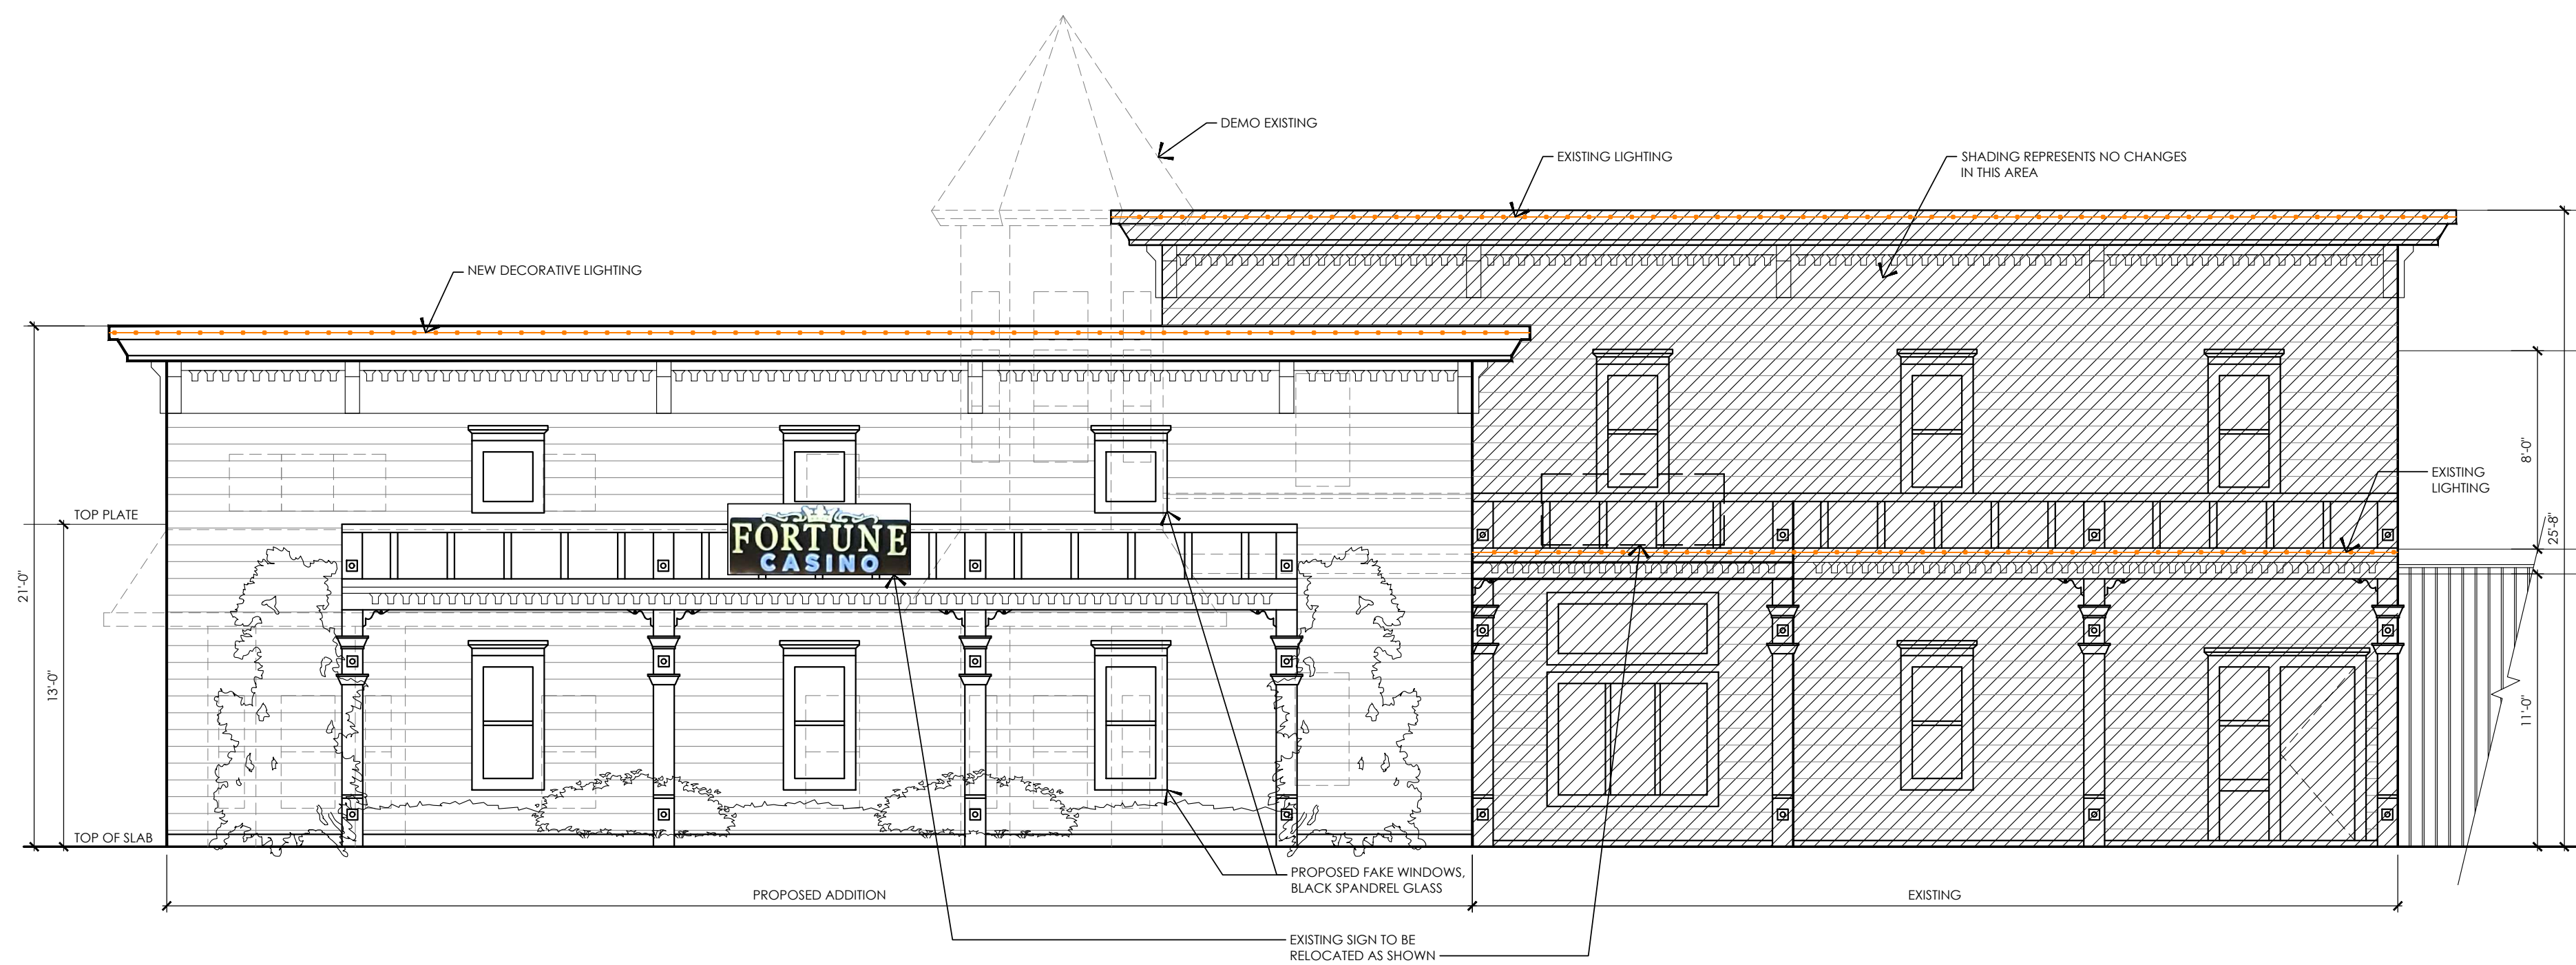 DEMO EXISTING
EXISTING LIGHTING
SHADING REPRESENTS NO CHANGES
IN THIS AREA
NEW DECORATIVE LIGHTING
8'-0"
EXISTING
LIGHTING
TOP PLATE
25'-8"
FORTUNE
CASINO
21'-0"
13'-0"
11'-0"
TOP OF SLAB
PROPOSED FAKE WINDOWS,
BLACK SPANDREL GLASS
PROPOSED ADDITION
EXISTING
EXISTING SIGN TO BE
RELOCATED AS SHOWN